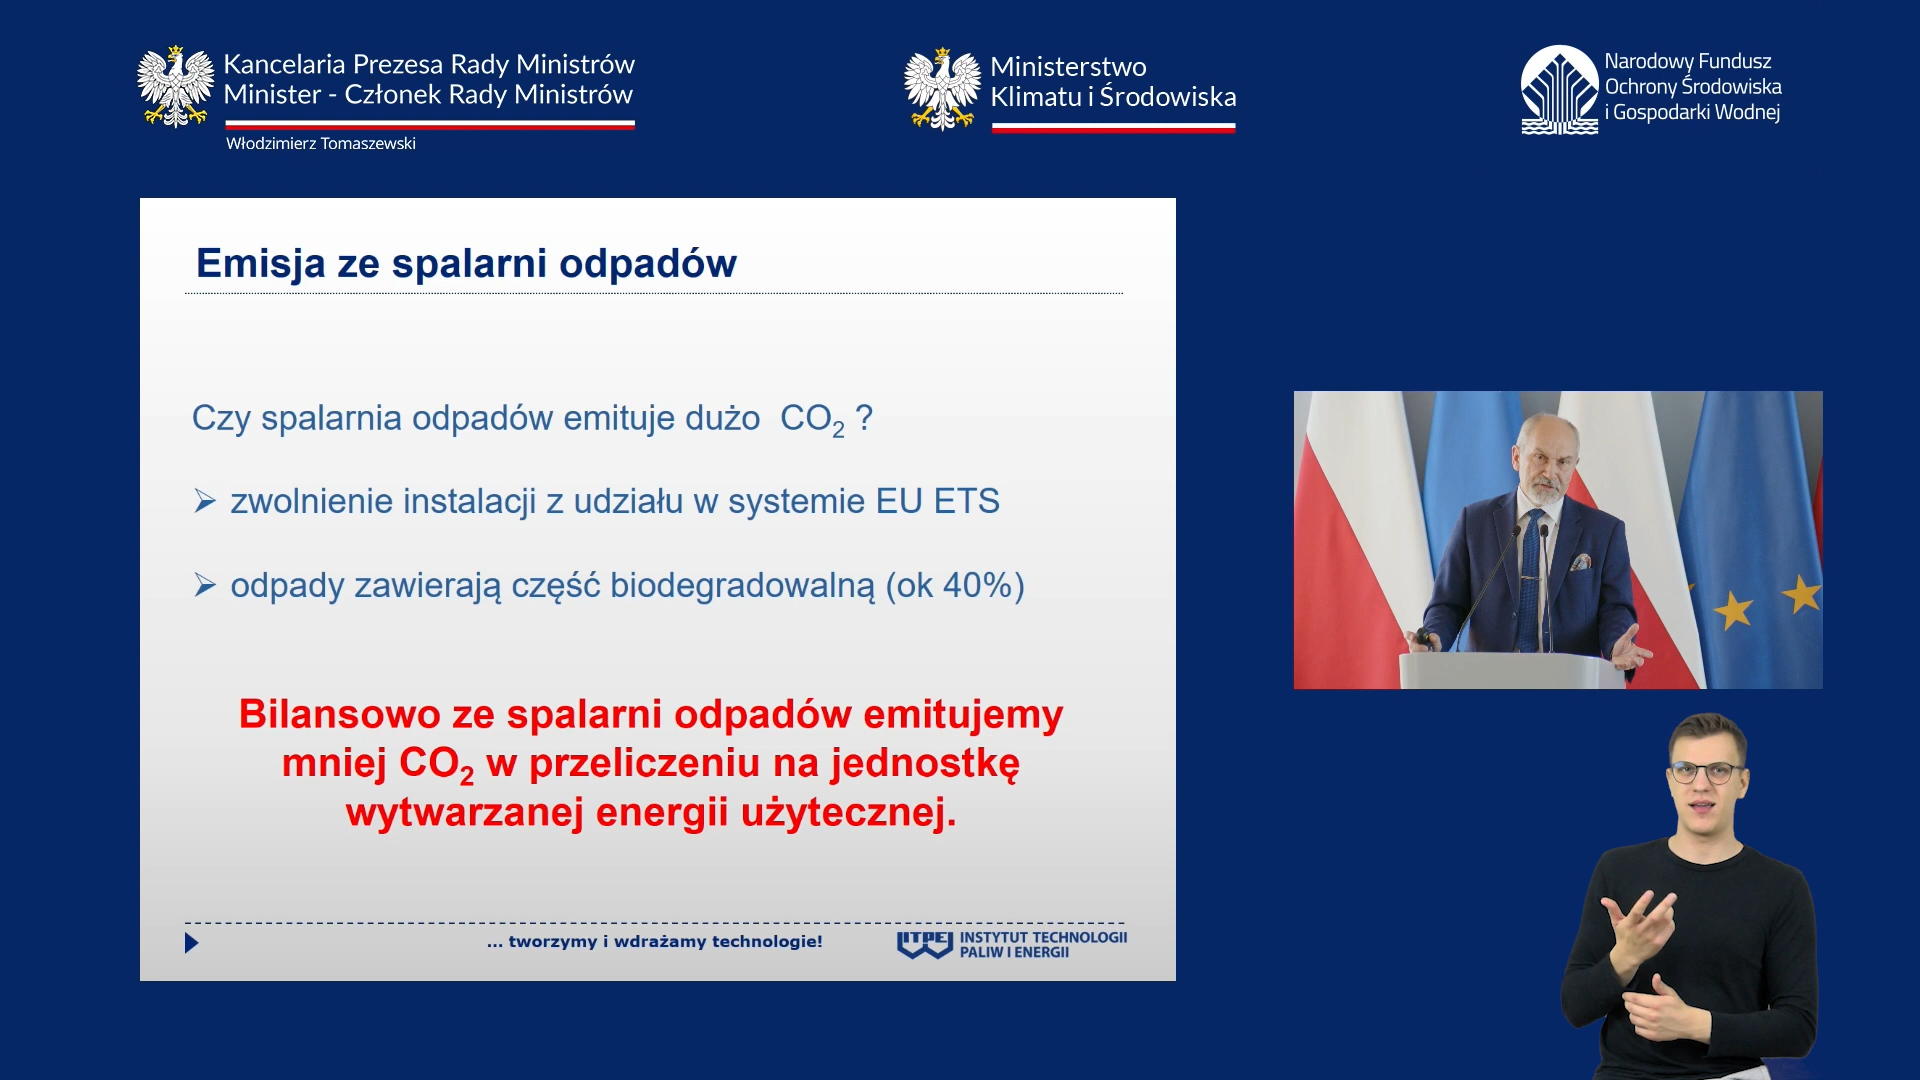 Kancelaria Prezesa Rady Ministrów
Minister - Członek Rady Ministrów
Włodzimierz Tomaszewski
Ministerstwo
Klimatu i Środowiska
Narodowy Fundusz
Ochrony Środowiska
i Gospodarki Wodnej
Emisja ze spalarni odpadów
Czy spalarnia odpadów emituje dużo CO₂ ?
➢ zwolnienie instalacji z udziału w systemie EU ETS
➢ odpady zawierają część biodegradowalną (ok 40%)
Bilansowo ze spalarni odpadów emitujemy
mniej CO₂ w przeliczeniu na jednostkę
wytwarzanej energii użytecznej.
... tworzymy i wdrażamy technologie!
ITPE
INSTYTUT TECHNOLOGII
PALIW I ENERGII